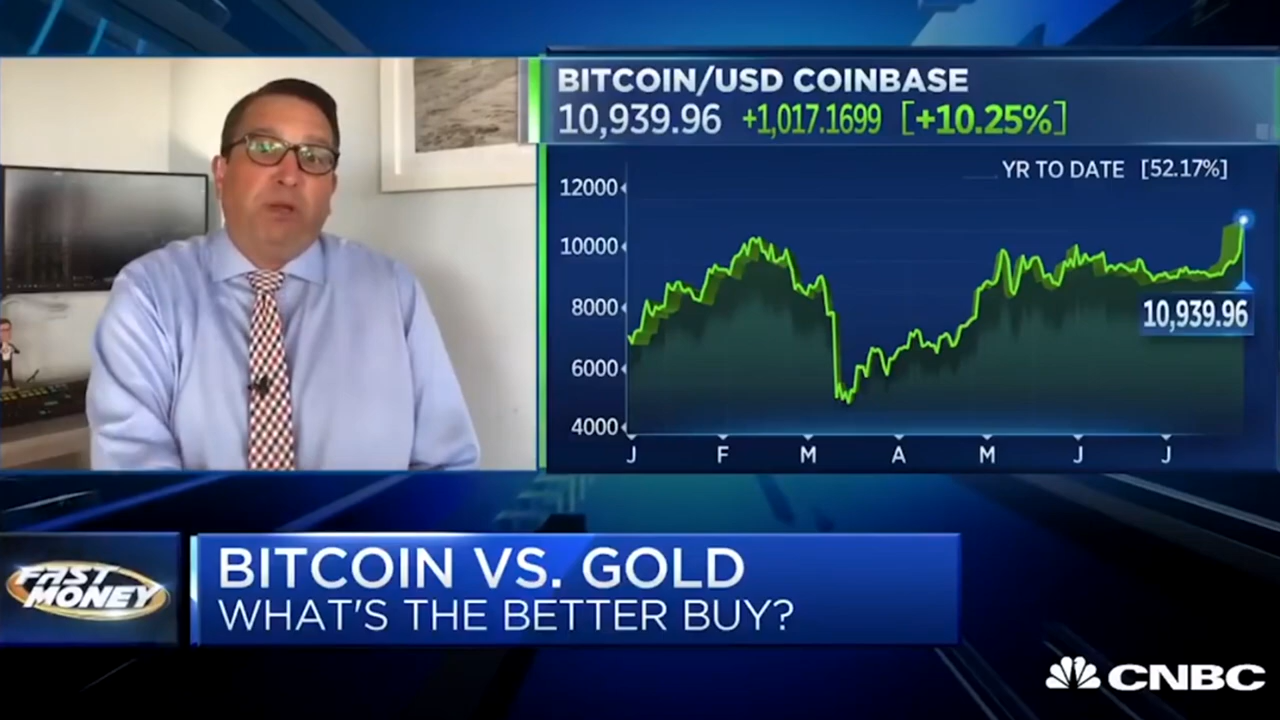 BITCOIN/USD COINBASE
10,939.96 +1,017.1699 [+10.25%]
YR TO DATE [52.17%]
12000
10000
8000
6000
4000
10,939.96
J F M A M J J
FAST MONEY
BITCOIN VS. GOLD
WHAT'S THE BETTER BUY?
CNBC